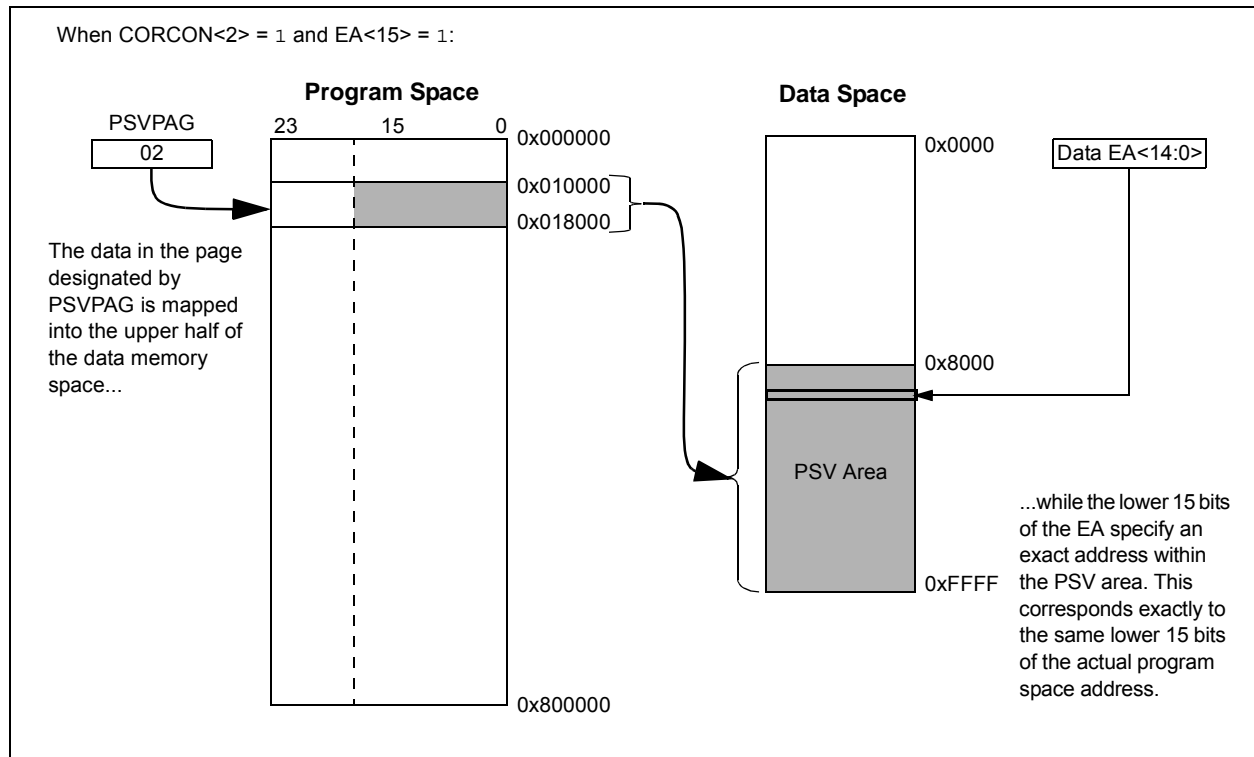 When CORCON<2> = 1 and EA<15> = 1:
Program Space
Data Space
PSVPAG
02
23
15
0
0x000000
0x010000
0x018000
0x800000
The data in the page
designated by
PSVPAG is mapped
into the upper half of
the data memory
space...
0x0000
Data EA<14:0>
0x8000
PSV Area
0xFFFF
...while the lower 15 bits
of the EA specify an
exact address within
the PSV area. This
corresponds exactly to
the same lower 15 bits
of the actual program
space address.